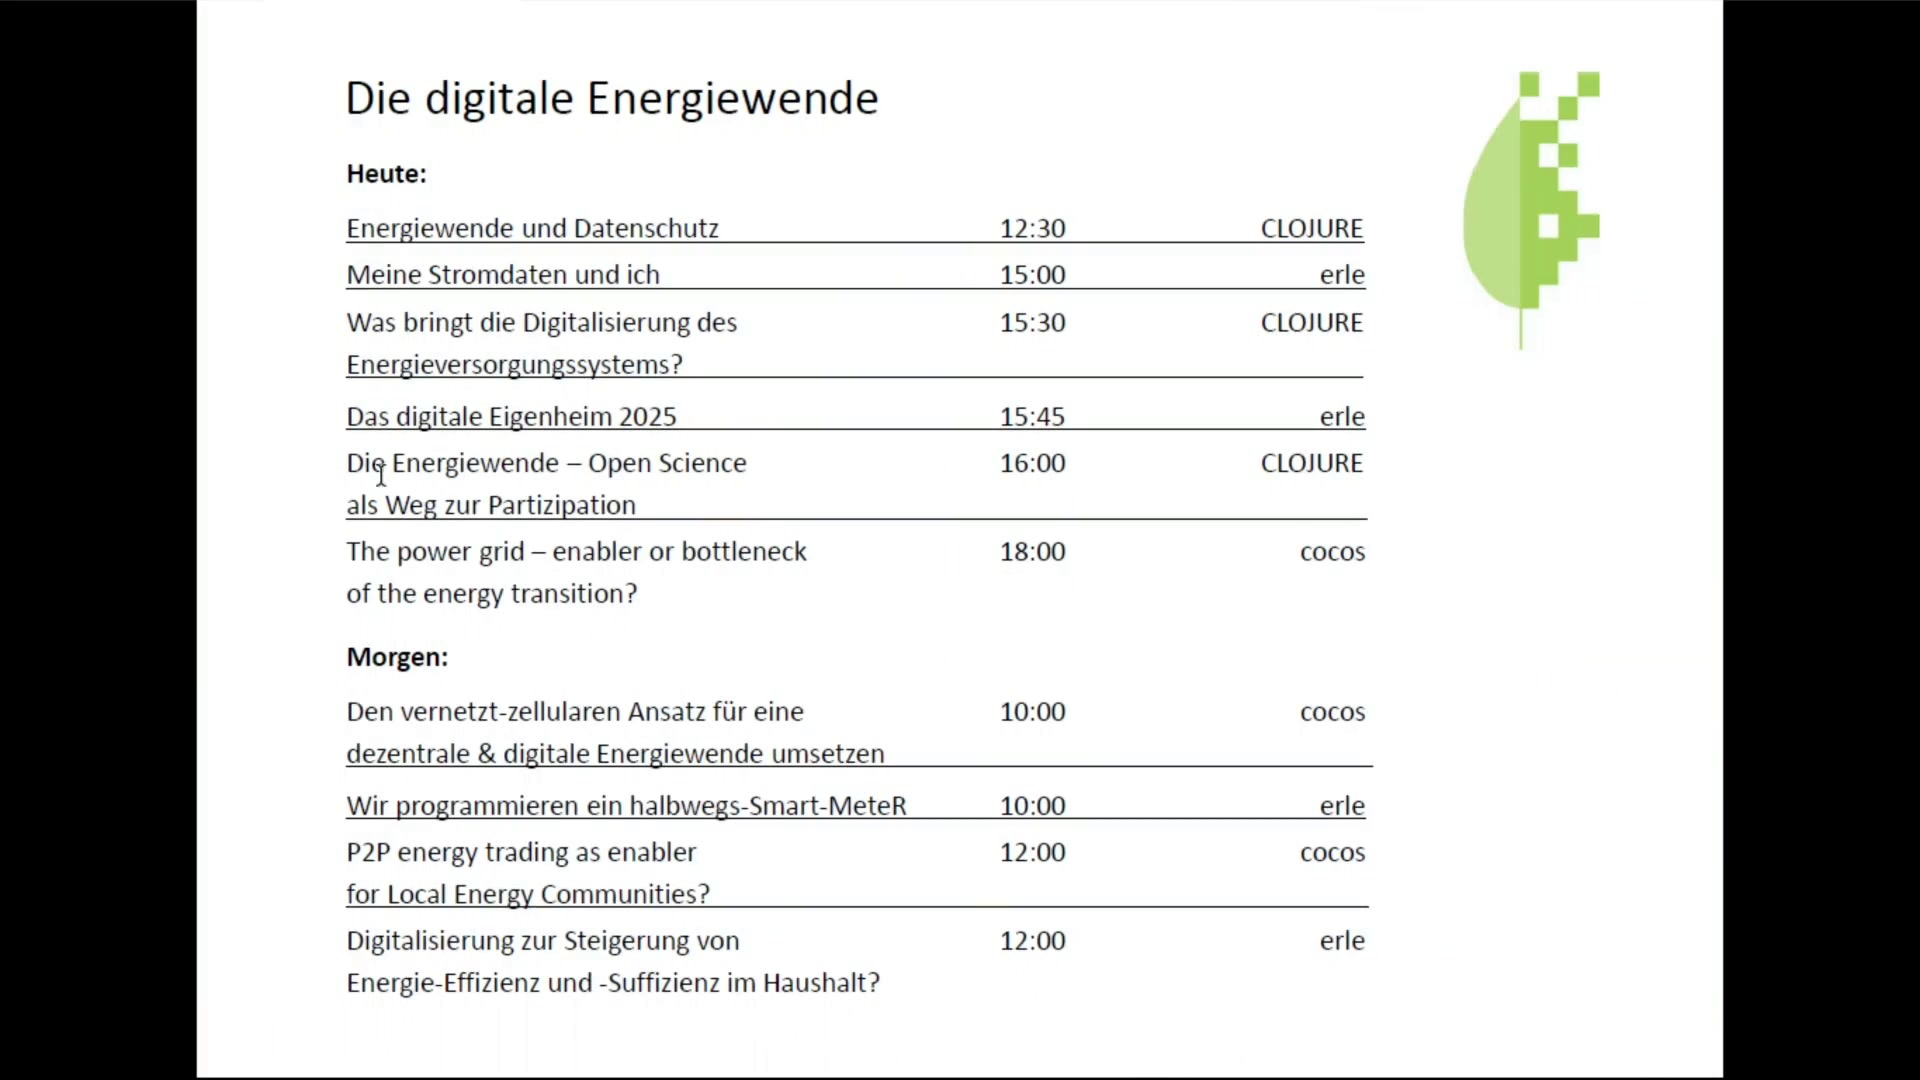 Die digitale Energiewende
Heute:
Energiewende und Datenschutz 12:30 CLOJURE
Meine Stromdaten und ich 15:00 erle
Was bringt die Digitalisierung des 15:30 CLOJURE
Energieversorgungssystems?
Das digitale Eigenheim 2025 15:45 erle
Die Energiewende – Open Science 16:00 CLOJURE
als Weg zur Partizipation
The power grid – enabler or bottleneck 18:00 cocos
of the energy transition?
Morgen:
Den vernetzt-zellularen Ansatz für eine 10:00 cocos
dezentrale & digitale Energiewende umsetzen
Wir programmieren ein halbwegs-Smart-MeteR 10:00 erle
P2P energy trading as enabler 12:00 cocos
for Local Energy Communities?
Digitalisierung zur Steigerung von 12:00 erle
Energie-Effizienz und -Suffizienz im Haushalt?